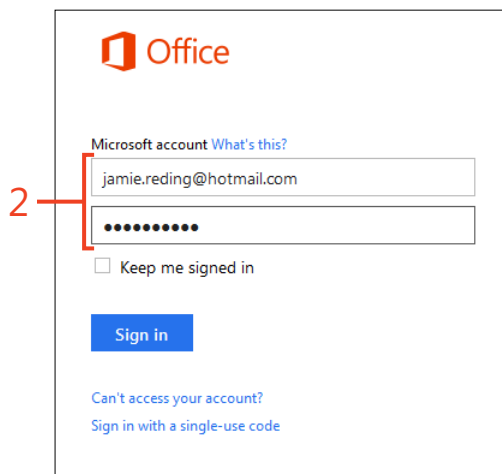 Office
Microsoft account What's this?
2
jamie.reding@hotmail.com
••••••••••
Keep me signed in
Sign in
Can't access your account?
Sign in with a single-use code